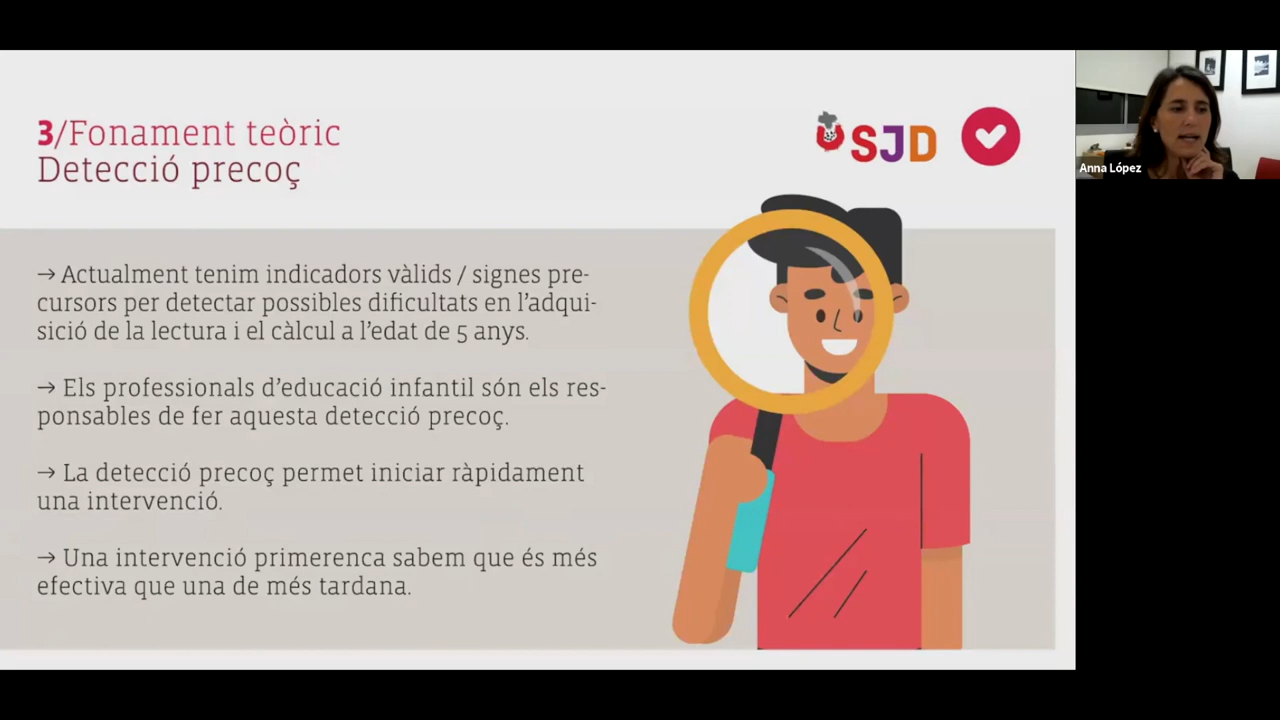 3/Fonament teòric
Detecció precoç
SJD
Anna López
→ Actualment tenim indicadors vàlids / signes pre-
cursors per detectar possibles dificultats en l’adqui-
sició de la lectura i el càlcul a l’edat de 5 anys.
→ Els professionals d’educació infantil són els res-
ponsables de fer aquesta detecció precoç.
→ La detecció precoç permet iniciar ràpidament
una intervenció.
→ Una intervenció primerenca sabem que és més
efectiva que una de més tardana.